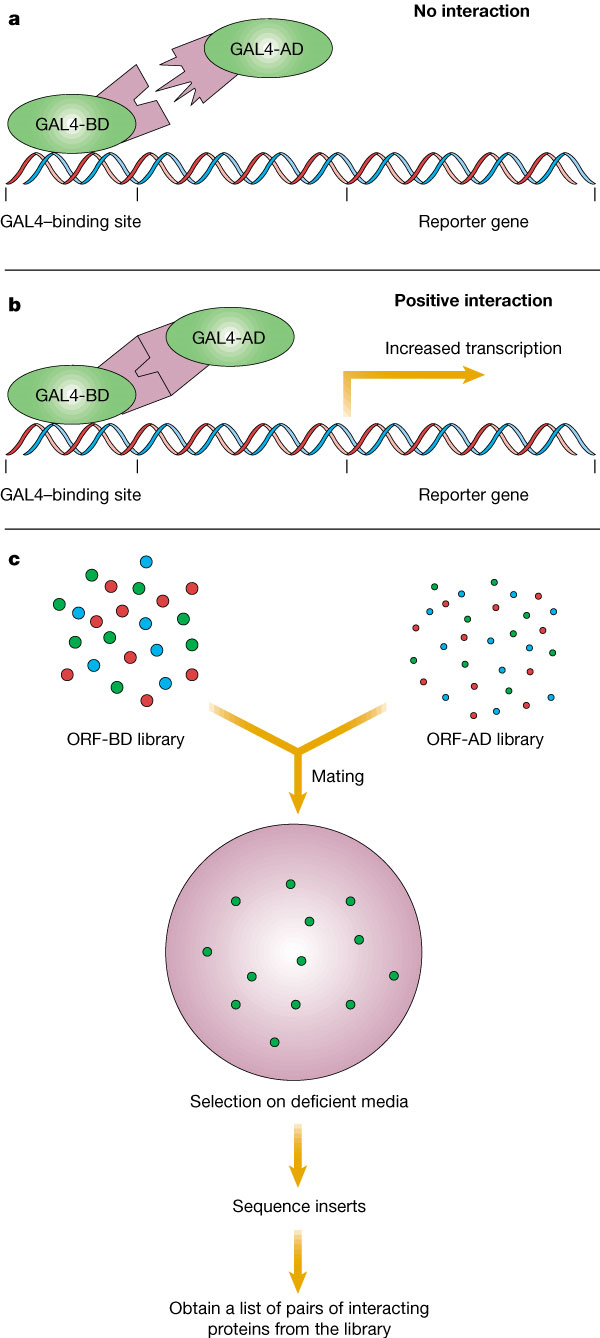 a
No interaction
GAL4-AD
GAL4-BD
GAL4–binding site
Reporter gene
b
Positive interaction
GAL4-AD
Increased transcription
GAL4-BD
GAL4–binding site
Reporter gene
c
ORF-BD library
ORF-AD library
Mating
Selection on deficient media
Sequence inserts
Obtain a list of pairs of interacting
proteins from the library